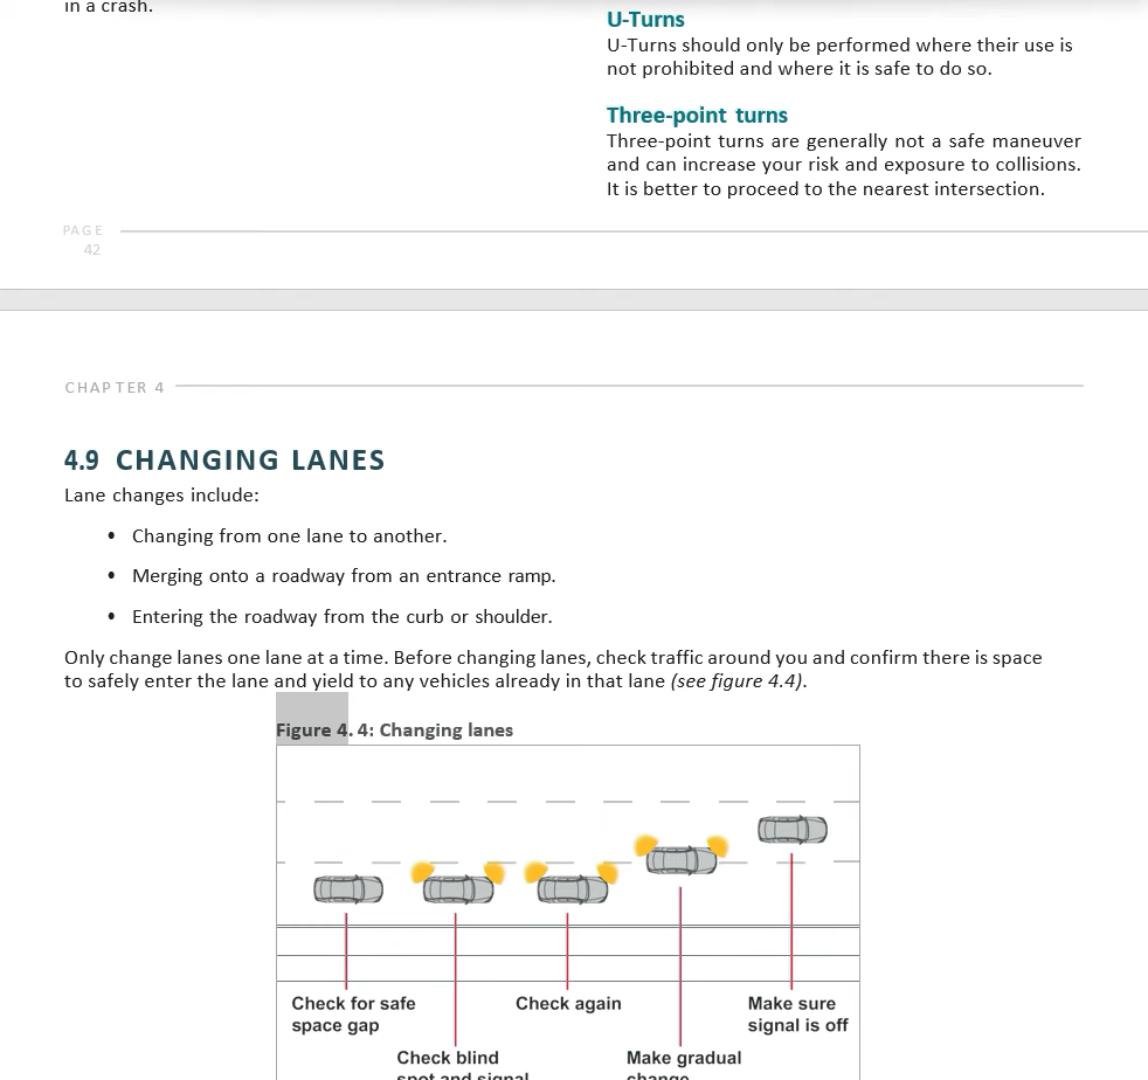 in a crash.
U-Turns
U-Turns should only be performed where their use is
not prohibited and where it is safe to do so.
Three-point turns
Three-point turns are generally not a safe maneuver
and can increase your risk and exposure to collisions.
It is better to proceed to the nearest intersection.
PAGE
42
CHAPTER 4
4.9 CHANGING LANES
Lane changes include:
• Changing from one lane to another.
• Merging onto a roadway from an entrance ramp.
• Entering the roadway from the curb or shoulder.
Only change lanes one lane at a time. Before changing lanes, check traffic around you and confirm there is space
to safely enter the lane and yield to any vehicles already in that lane (see figure 4.4).
Figure 4. 4: Changing lanes
Check for safe
space gap
Check again
Make sure
signal is off
Check blind
spot and signal
Make gradual
change